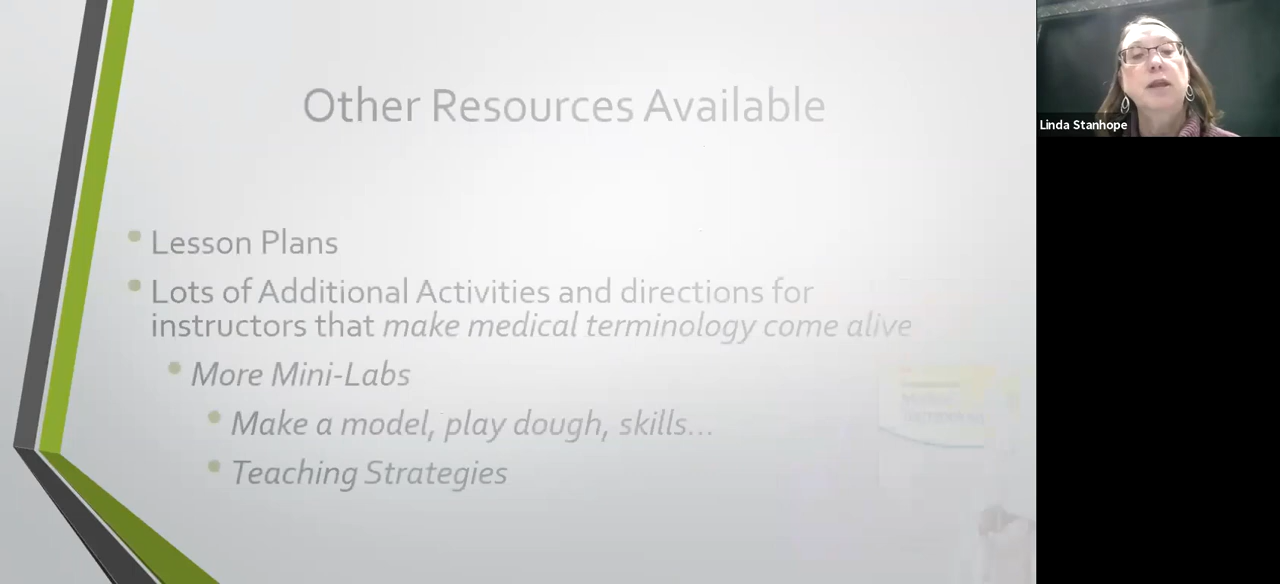 Other Resources Available
Lesson Plans
Lots of Additional Activities and directions for
instructors that make medical terminology come alive
More Mini-Labs
Make a model, play dough, skills...
Teaching Strategies
Linda Stanhope